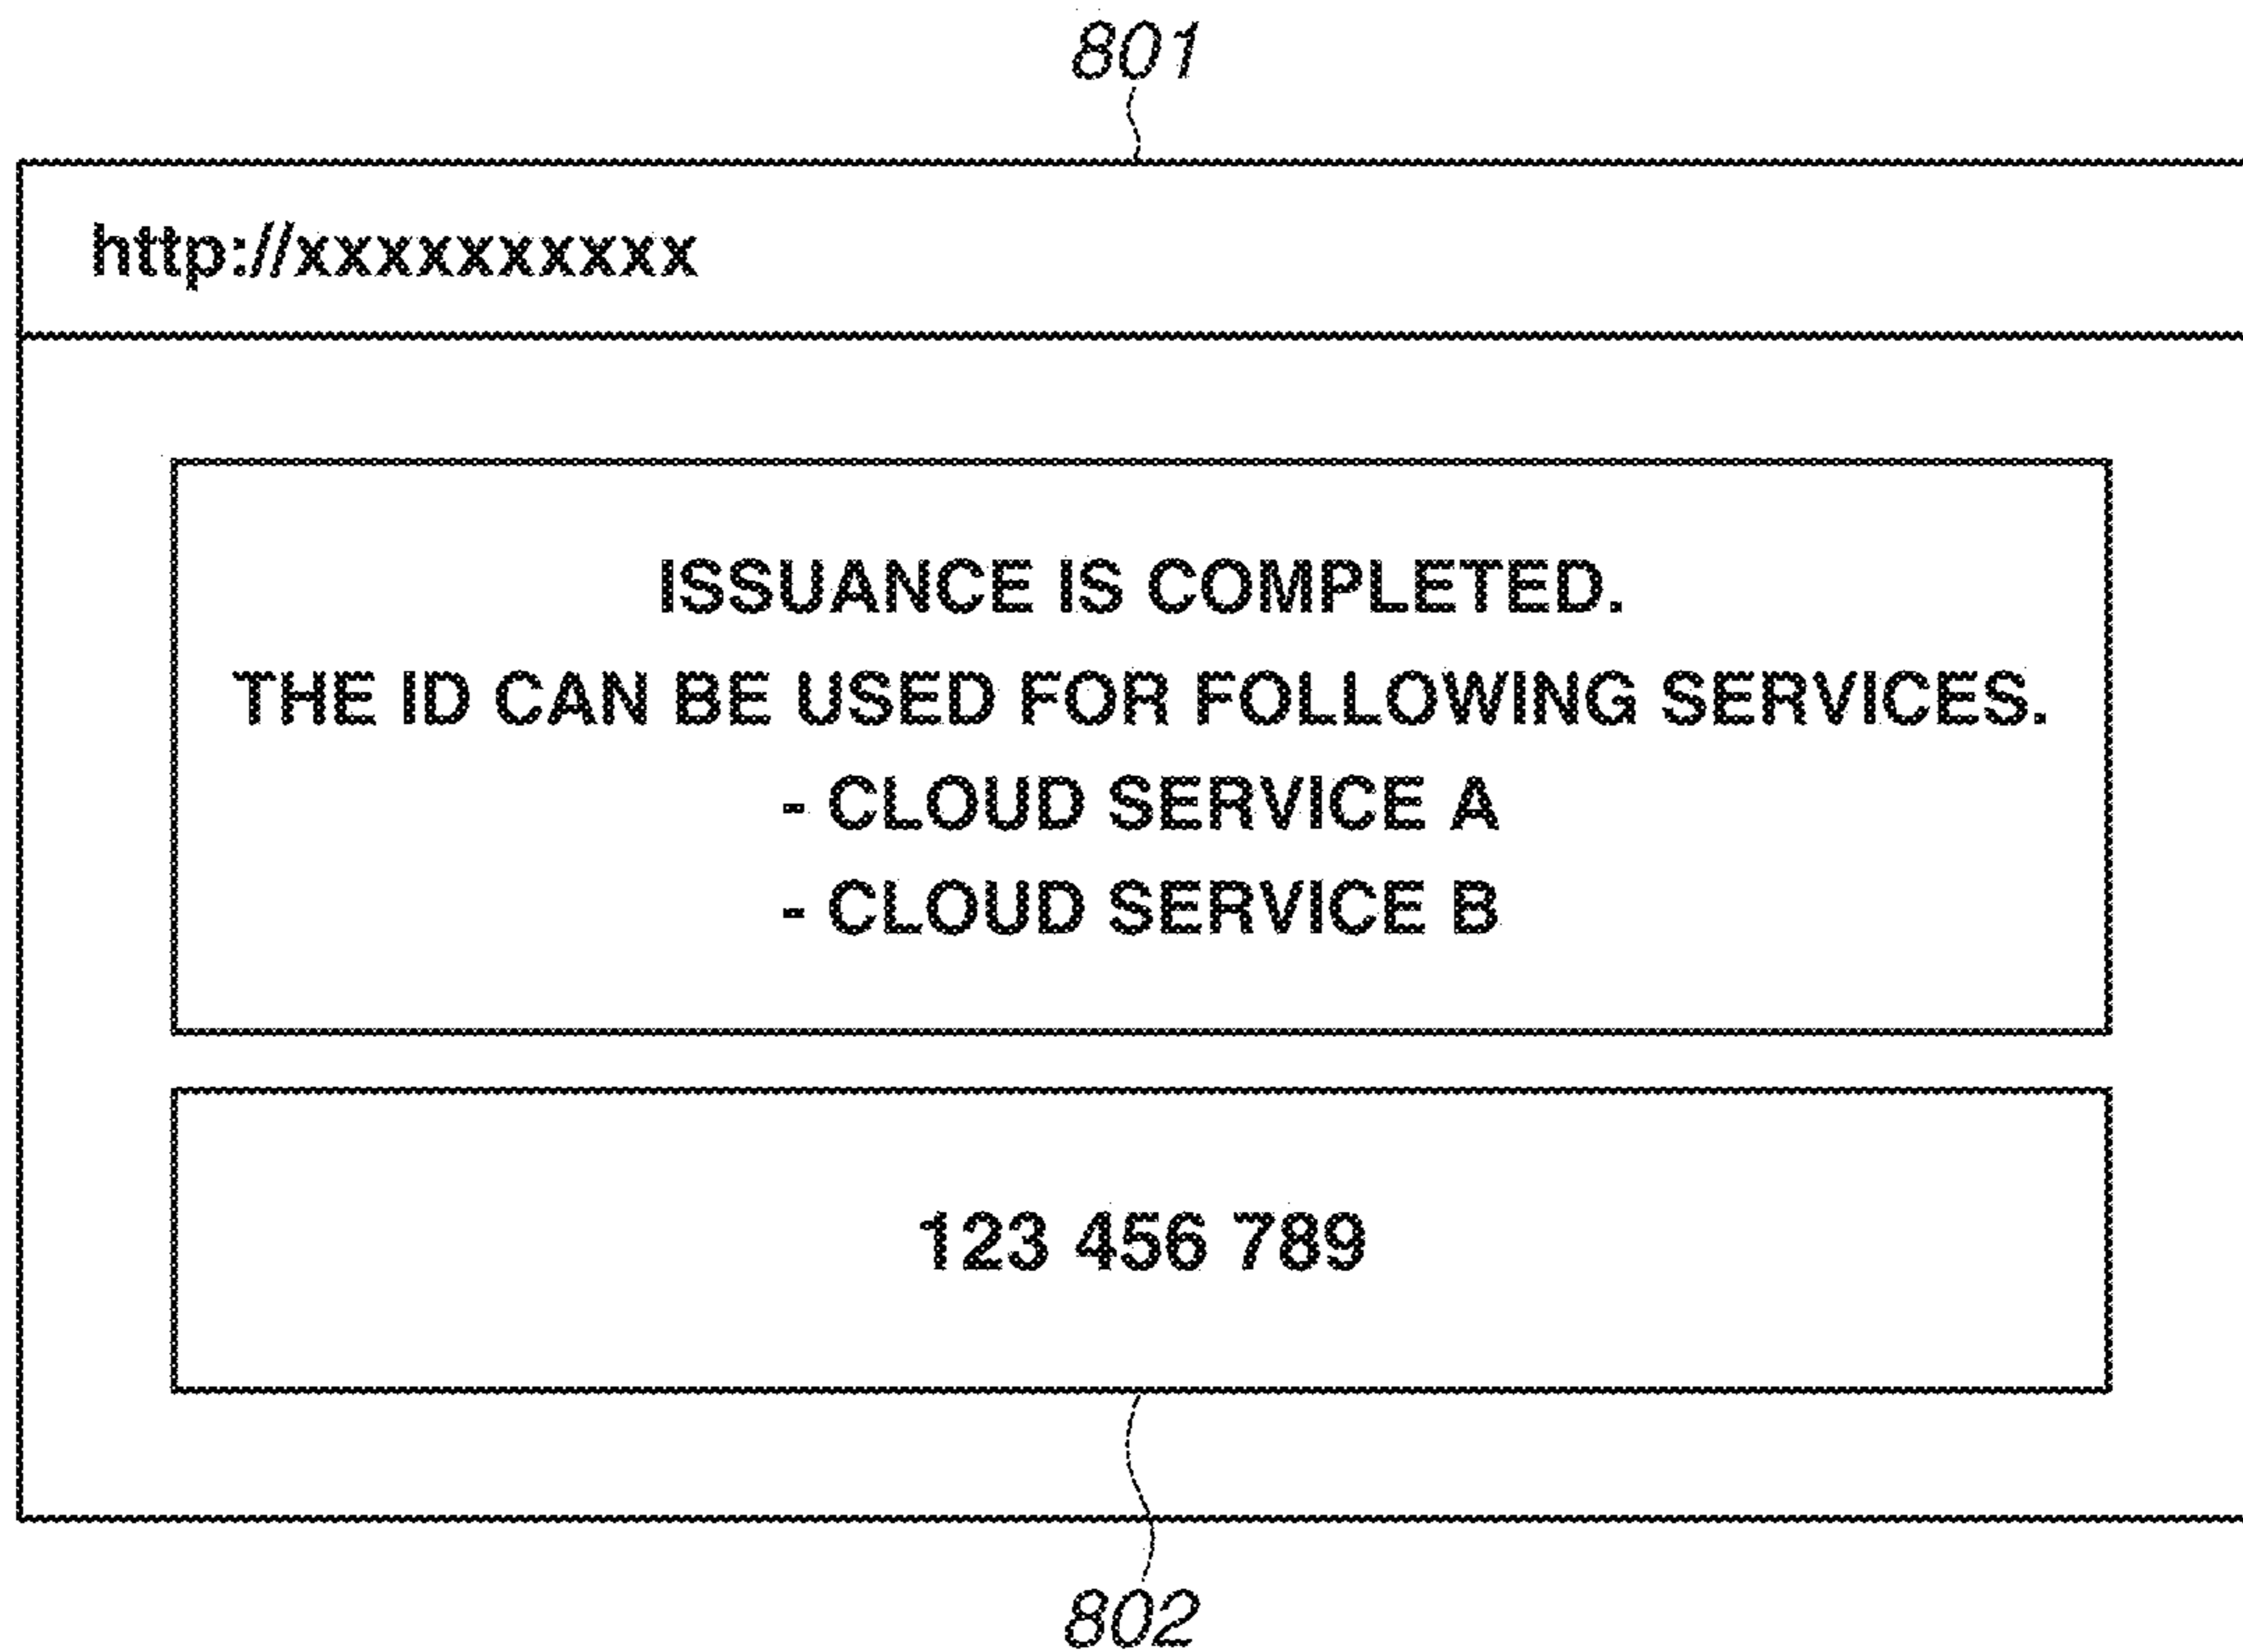 801
http://xxxxxxxxxx
ISSUANCE IS COMPLETED.
THE ID CAN BE USED FOR FOLLOWING SERVICES.
- CLOUD SERVICE A
- CLOUD SERVICE B
123 456 789
802